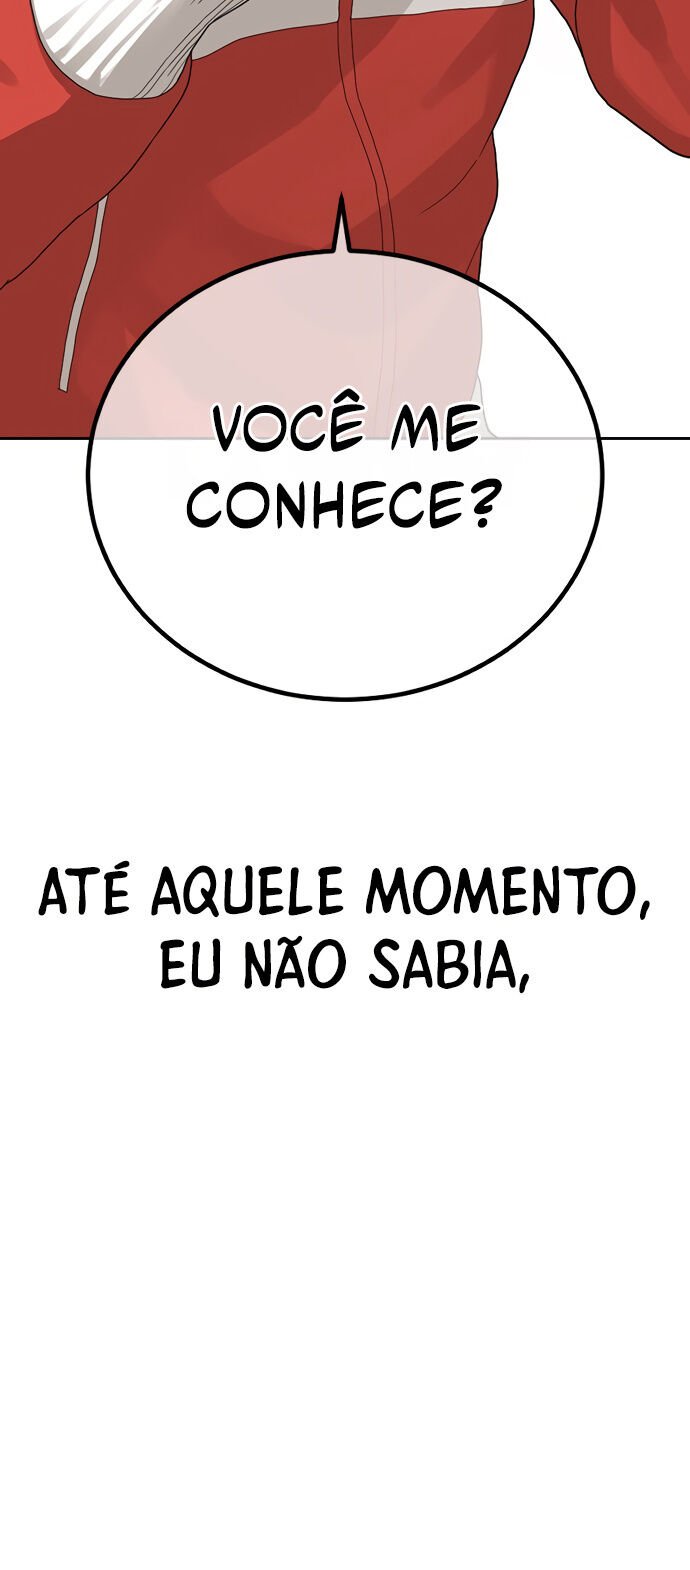 VOCÊ ME
CONHECE?
ATÉ AQUELE MOMENTO,
EU NÃO SABIA,